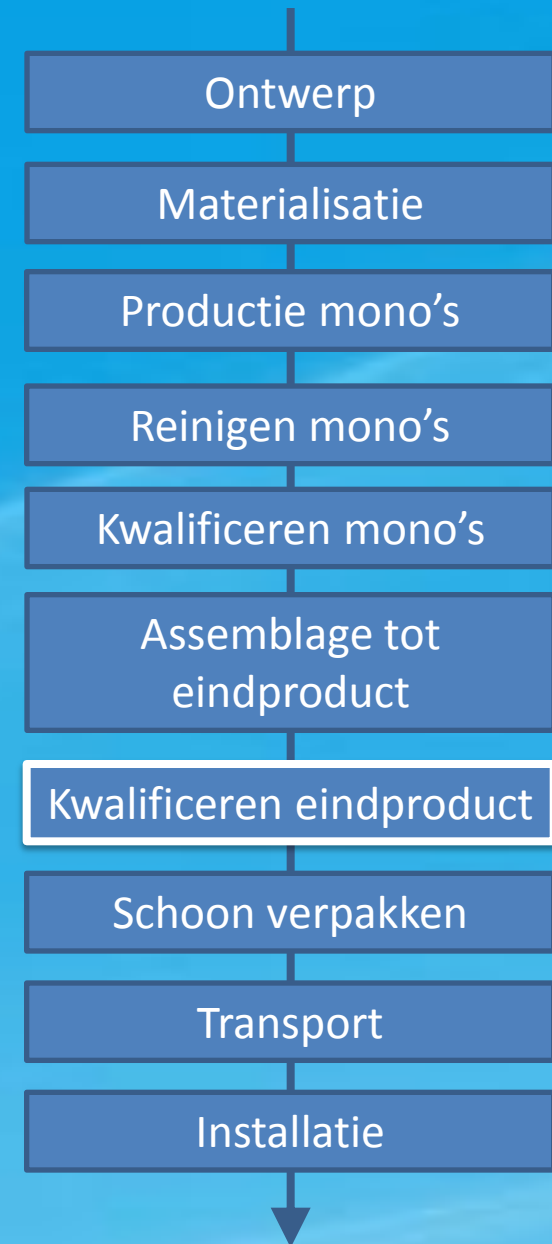 Ontwerp
Materialisatie
Productie mono’s
Reinigen mono’s
Kwalificeren mono’s
Assemblage tot
eindproduct
Kwalificeren eindproduct
Schoon verpakken
Transport
Installatie